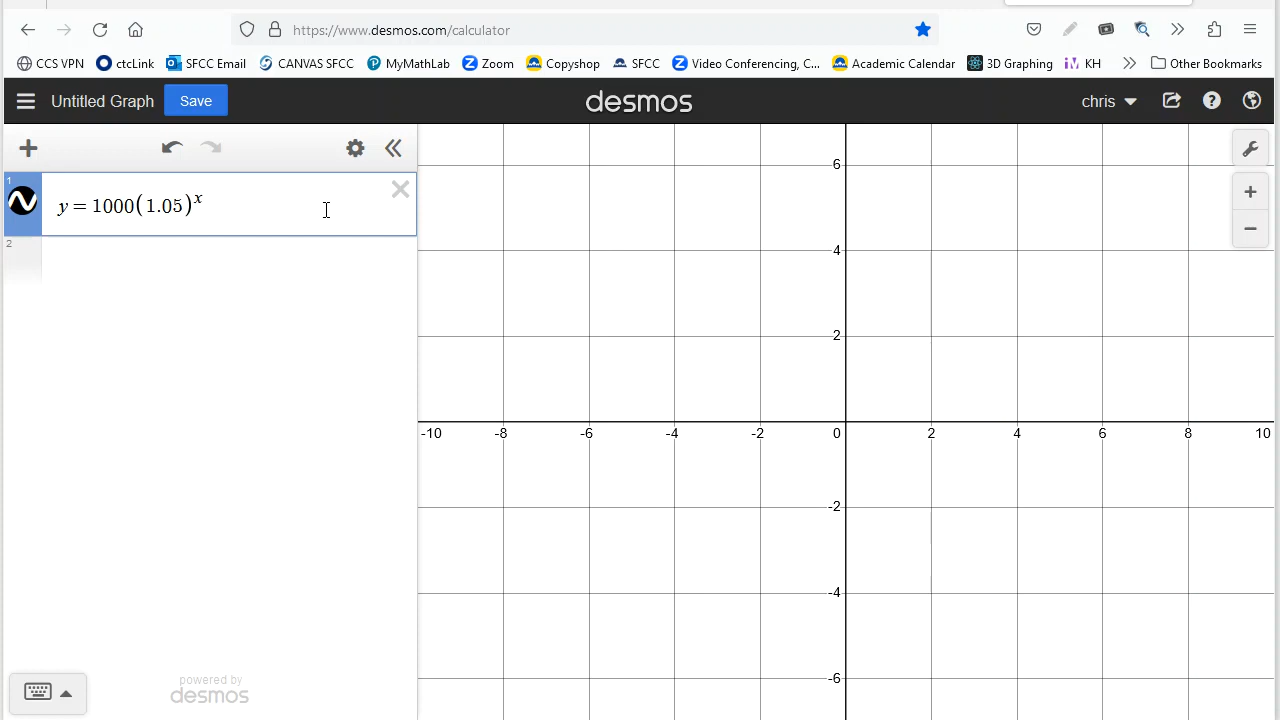 https://www.desmos.com/calculator
CCS VPN ctcLink SFCC Email CANVAS SFCC MyMathLab Zoom Copyshop SFCC Video Conferencing, C... Academic Calendar 3D Graphing KH Other Bookmarks
Untitled Graph Save desmos chris
1
y = 1000(1.05)^x
2
6
4
2
-10 -8 -6 -4 -2 0 2 4 6 8 10
-2
-4
-6
powered by
desmos